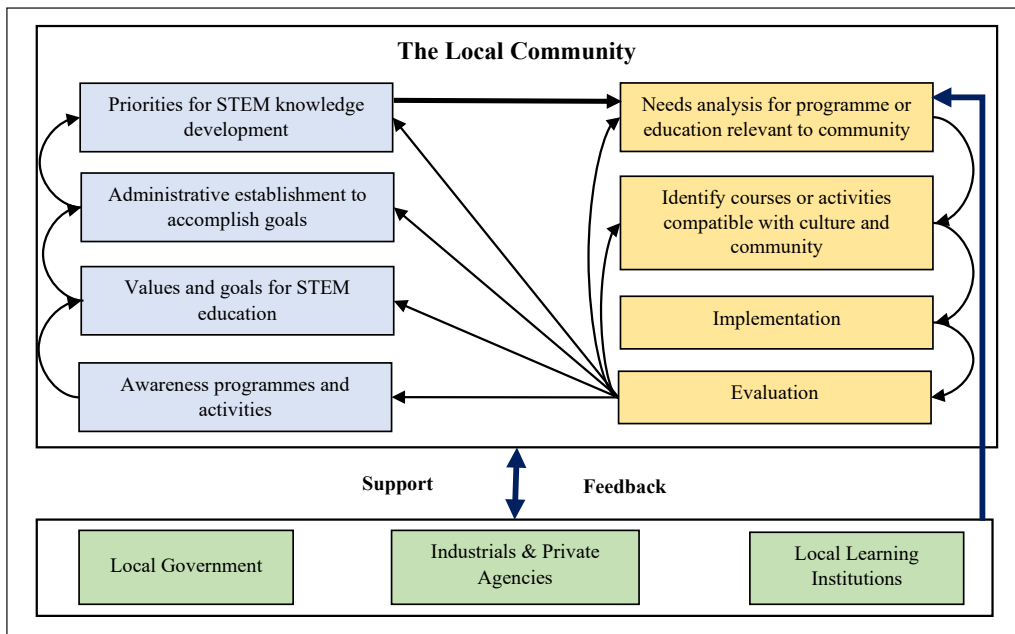 The Local Community
Priorities for STEM knowledge
development
Administrative establishment to
accomplish goals
Values and goals for STEM
education
Awareness programmes and
activities
Needs analysis for programme or
education relevant to community
Identify courses or activities
compatible with culture and
community
Implementation
Evaluation
Support
Feedback
Local Government
Industrials & Private
Agencies
Local Learning
Institutions